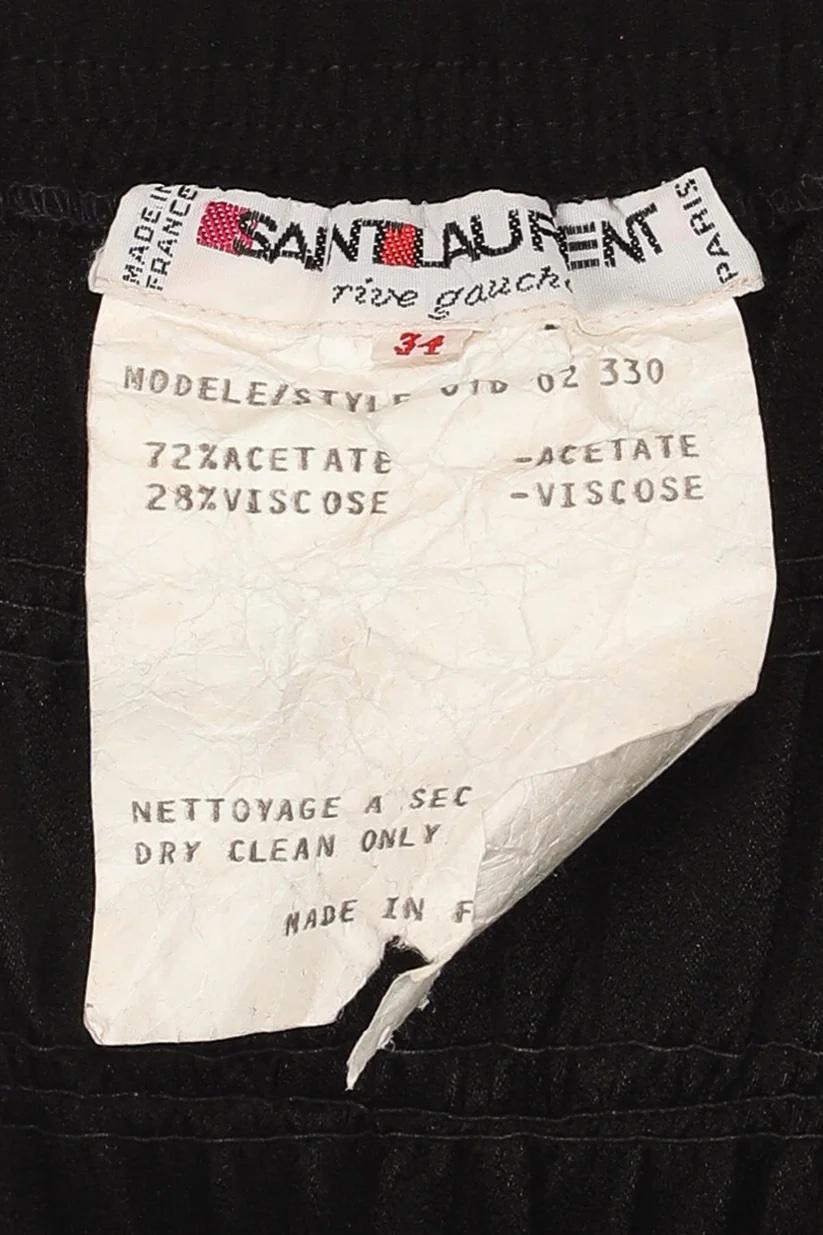 MADE IN
FRANCE
SAINT LAURENT
rive gauche
PARIS
34
MODELE/STYLE 02 330
72%ACETATE -ACETATE
28%VISCOSE -VISCOSE
NETTOYAGE A SEC
DRY CLEAN ONLY
MADE IN F